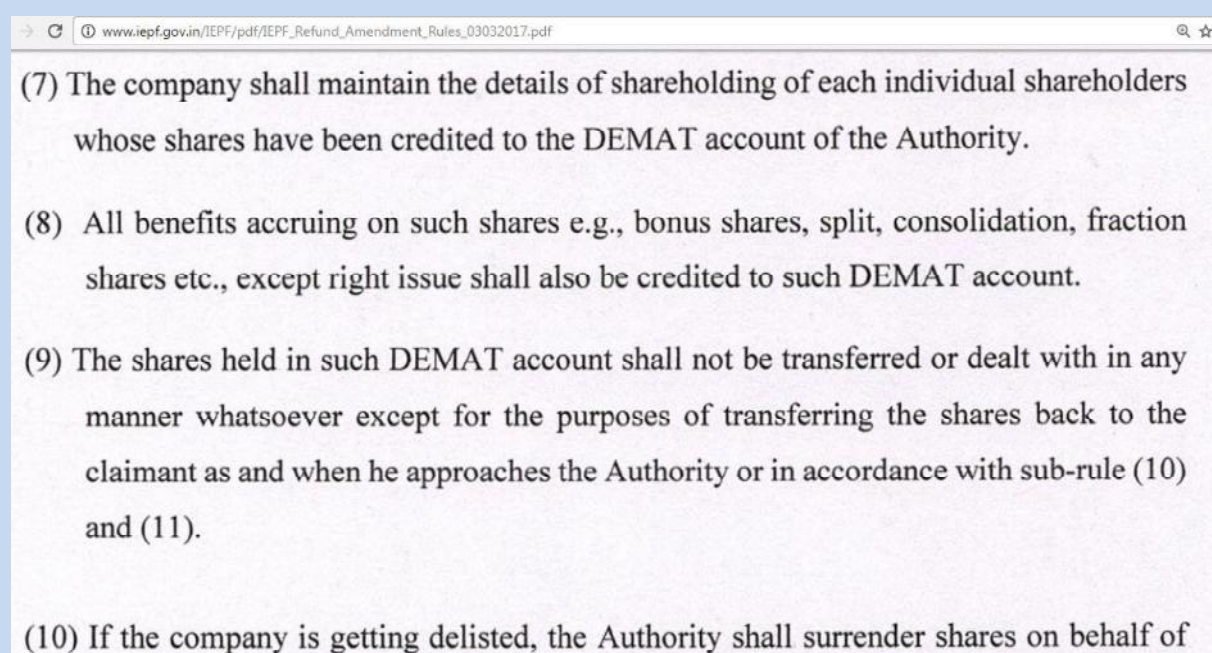 www.iepf.gov.in/IEPF/pdf/IEPF_Refund_Amendment_Rules_03032017.pdf
(7) The company shall maintain the details of shareholding of each individual shareholders
whose shares have been credited to the DEMAT account of the Authority.
(8) All benefits accruing on such shares e.g., bonus shares, split, consolidation, fraction
shares etc., except right issue shall also be credited to such DEMAT account.
(9) The shares held in such DEMAT account shall not be transferred or dealt with in any
manner whatsoever except for the purposes of transferring the shares back to the
claimant as and when he approaches the Authority or in accordance with sub-rule (10)
and (11).
(10) If the company is getting delisted, the Authority shall surrender shares on behalf of